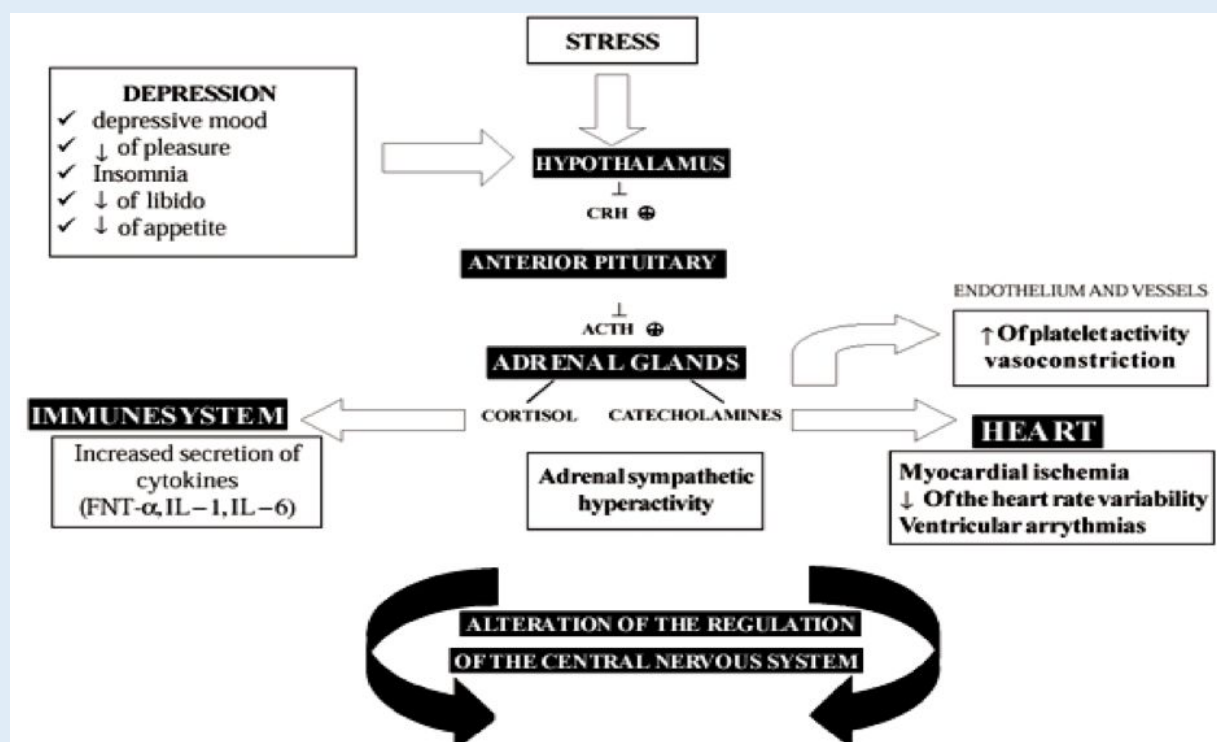 STRESS
DEPRESSION
✓ depressive mood
✓ ↓ of pleasure
✓ Insomnia
✓ ↓ of libido
✓ ↓ of appetite
HYPOTHALAMUS
⊥
CRH ⊕
ANTERIOR PITUITARY
⊥
ACTH ⊕
ADRENAL GLANDS
CORTISOL
CATECHOLAMINES
ENDOTHELIUM AND VESSELS
↑ Of platelet activity
vasoconstriction
IMMUNESYSTEM
Increased secretion of
cytokines
(FNT-α, IL-1, IL-6)
Adrenal sympathetic
hyperactivity
HEART
Myocardial ischemia
↓ Of the heart rate variability
Ventricular arrythmias
ALTERATION OF THE REGULATION
OF THE CENTRAL NERVOUS SYSTEM